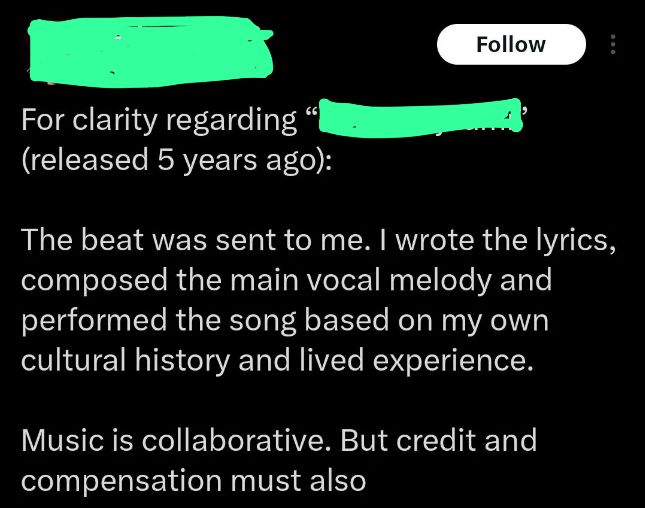 Follow
For clarity regarding “ ”
(released 5 years ago):
The beat was sent to me. I wrote the lyrics,
composed the main vocal melody and
performed the song based on my own
cultural history and lived experience.
Music is collaborative. But credit and
compensation must also